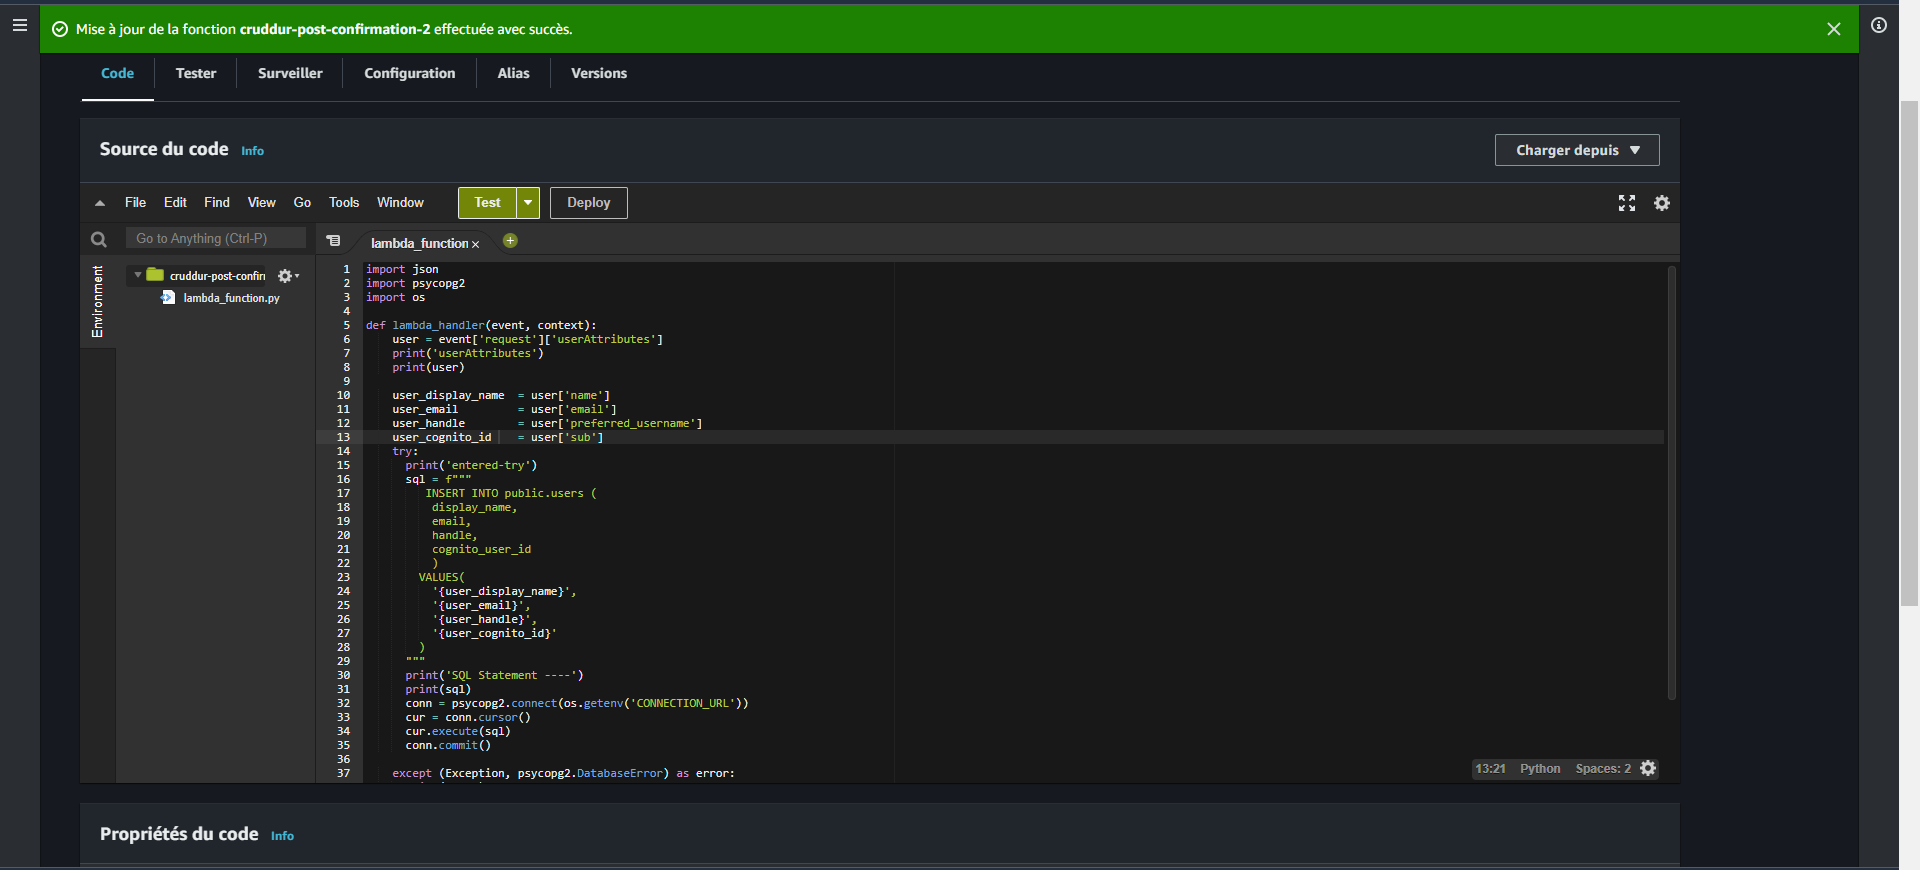 Mise à jour de la fonction cruddur-post-confirmation-2 effectuée avec succès.
Code
Tester
Surveiller
Configuration
Alias
Versions
Source du code Info
Charger depuis
File Edit Find View Go Tools Window
Test
Deploy
Go to Anything (Ctrl-P)
lambda_function
Environment
cruddur-post-confirm
lambda_function.py
1 import json
2 import psycopg2
3 import os
4
5 def lambda_handler(event, context):
6     user = event['request']['userAttributes']
7     print('userAttributes')
8     print(user)
9
10     user_display_name  = user['name']
11     user_email         = user['email']
12     user_handle        = user['preferred_username']
13     user_cognito_id    = user['sub']
14     try:
15       print('entered-try')
16       sql = f"""
17          INSERT INTO public.users (
18           display_name,
19           email,
20           handle,
21           cognito_user_id
22           )
23         VALUES(
24           '{user_display_name}',
25           '{user_email}',
26           '{user_handle}',
27           '{user_cognito_id}'
28         )
29       """
30       print('SQL Statement ----')
31       print(sql)
32       conn = psycopg2.connect(os.getenv('CONNECTION_URL'))
33       cur = conn.cursor()
34       cur.execute(sql)
35       conn.commit()
36
37     except (Exception, psycopg2.DatabaseError) as error:
13:21 Python Spaces: 2
Propriétés du code Info